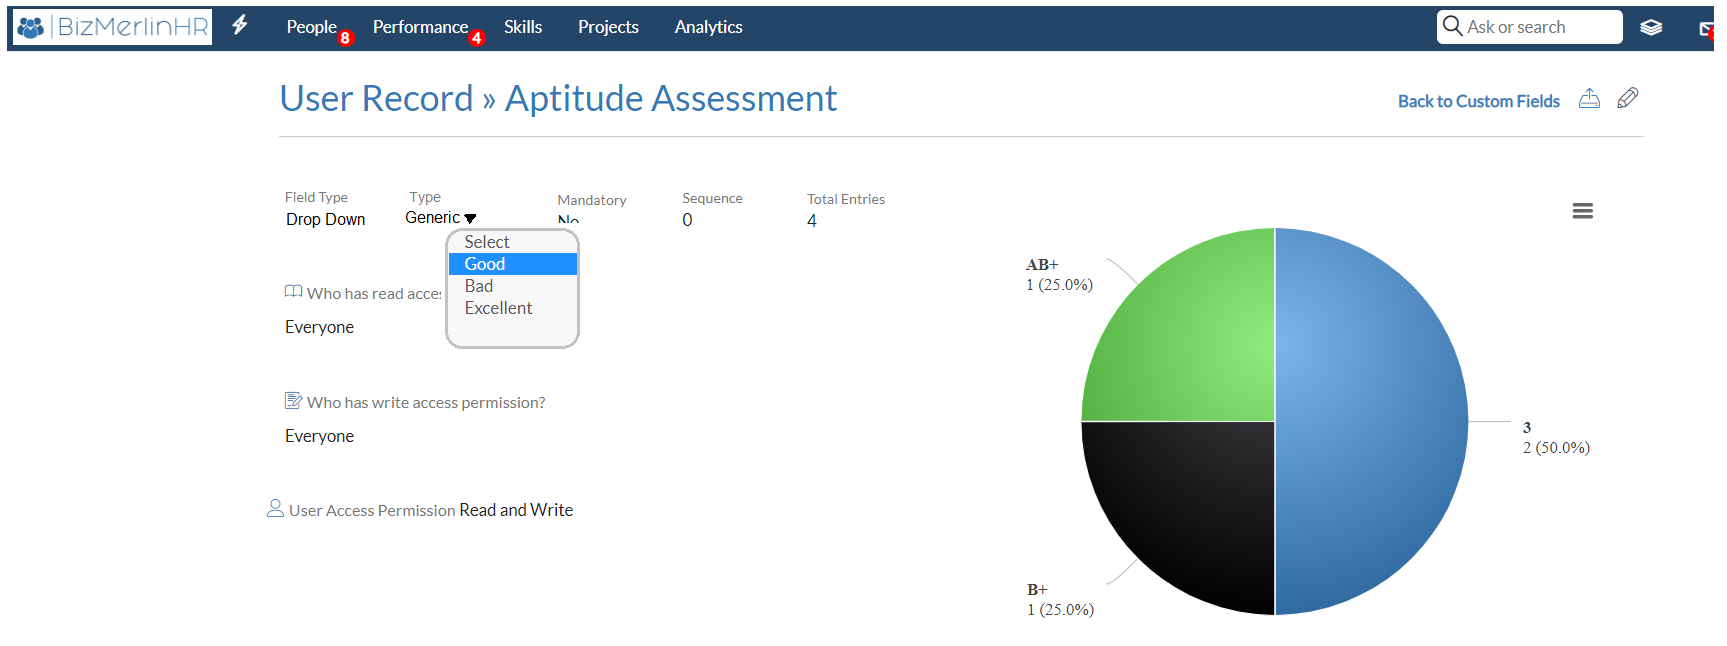 BizMerlinHR
People 8 Performance 4 Skills Projects Analytics
Ask or search
User Record » Aptitude Assessment
Back to Custom Fields
Field Type Type Mandatory Sequence Total Entries
Drop Down Generic No 0 4
Select
Good
Bad
Excellent
Who has read acce
Everyone
Who has write access permission?
Everyone
User Access Permission Read and Write
AB+
1 (25.0%)
3
2 (50.0%)
B+
1 (25.0%)